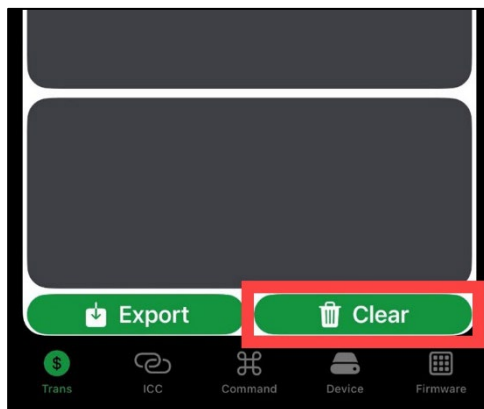 Export
Clear
$
Trans
ICC
Command
Device
Firmware